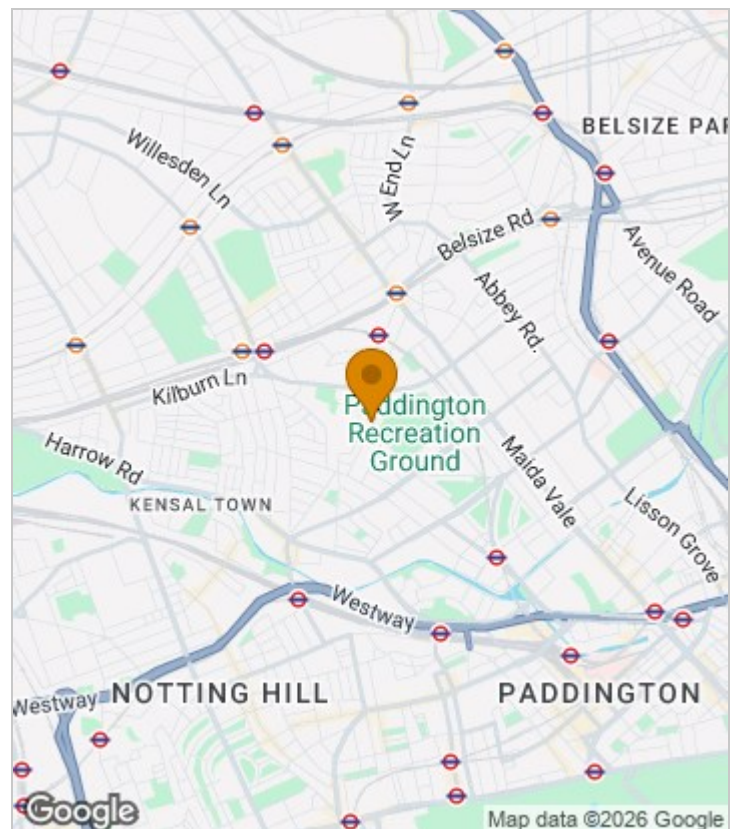 BELSIZE PAR
Willesden Ln
W End Ln
Belsize Rd
Avenue Road
Abbey Rd.
Kilburn Ln
Paddington
Recreation
Ground
Harrow Rd
Maida Vale
KENSAL TOWN
Lisson Grove
Westway
Westway
NOTTING HILL
PADDINGTON
Google
Map data ©2026 Google